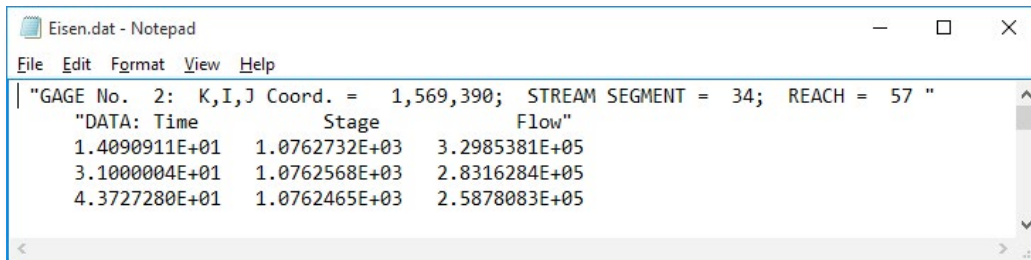 Eisen.dat - Notepad
File Edit Format View Help
"GAGE No.  2:  K,I,J Coord. =   1,569,390;  STREAM SEGMENT =  34;  REACH =  57 "
"DATA: Time            Stage             Flow"
1.4090911E+01   1.0762732E+03   3.2985381E+05
3.1000004E+01   1.0762568E+03   2.8316284E+05
4.3727280E+01   1.0762465E+03   2.5878083E+05